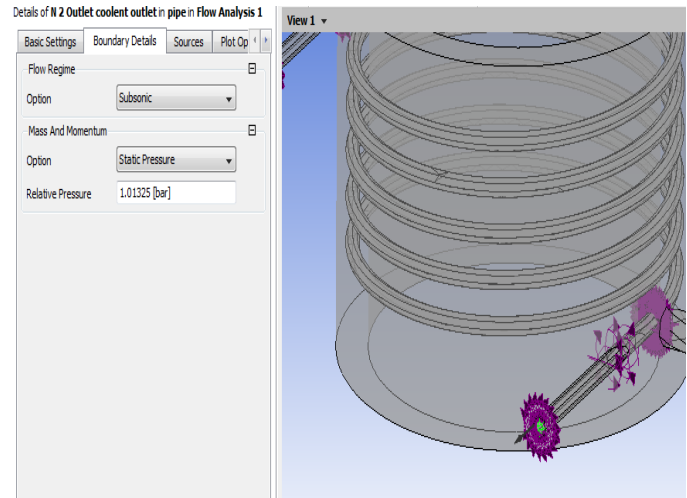 Details of N 2 Outlet coolent outlet in pipe in Flow Analysis 1
Basic Settings Boundary Details Sources Plot Op
Flow Regime
Option Subsonic
Mass And Momentum
Option Static Pressure
Relative Pressure 1.01325 [bar]
View 1